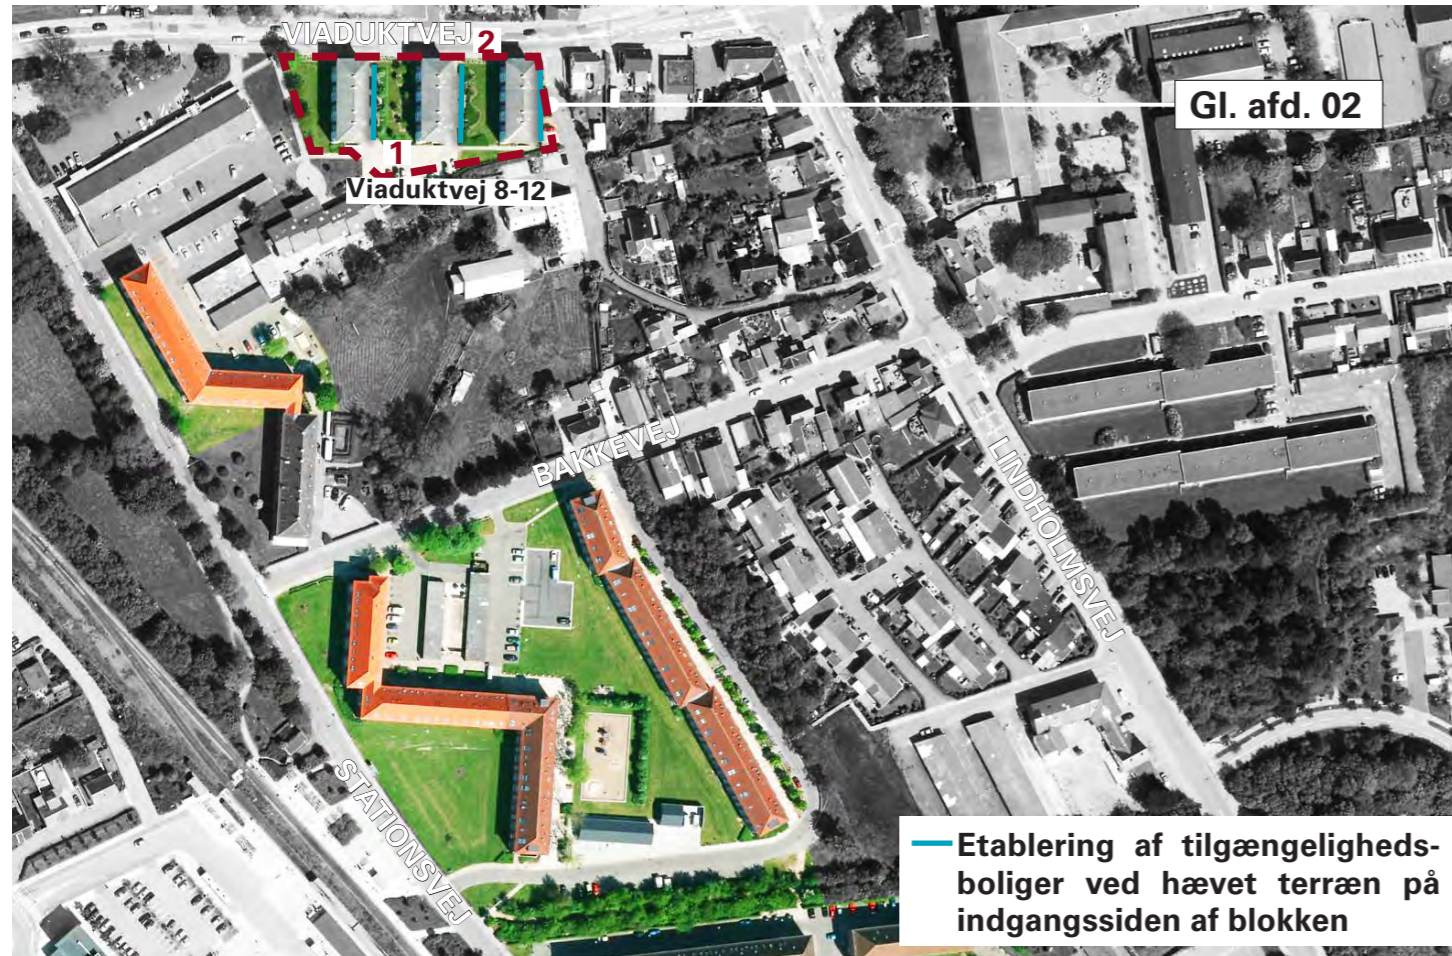 VIADUKTVEJ
2
Gl. afd. 02
1
Viaduktvej 8-12
BAKKEVEJ
LINDHOLMSVEJ
STATIONSVEJ
Etablering af tilgængeligheds-
boliger ved hævet terræn på
indgangssiden af blokken